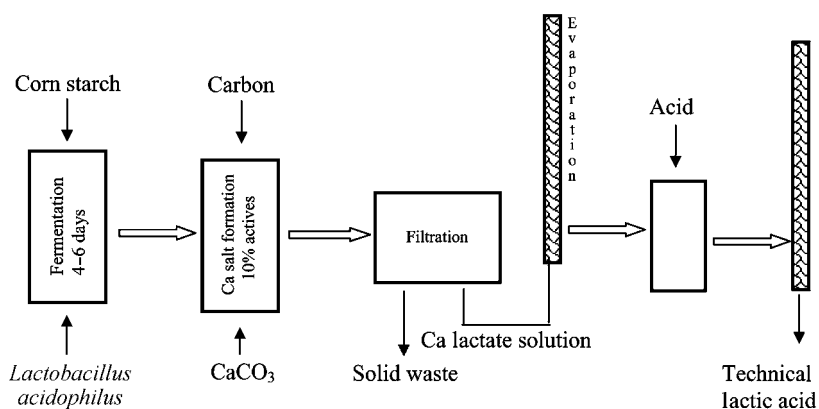 Corn starch
Fermentation
4–6 days
Lactobacillus
acidophilus
Carbon
Ca salt formation
10% actives
CaCO₃
Filtration
Solid waste
Ca lactate solution
Evaporation
Acid
Technical
lactic acid